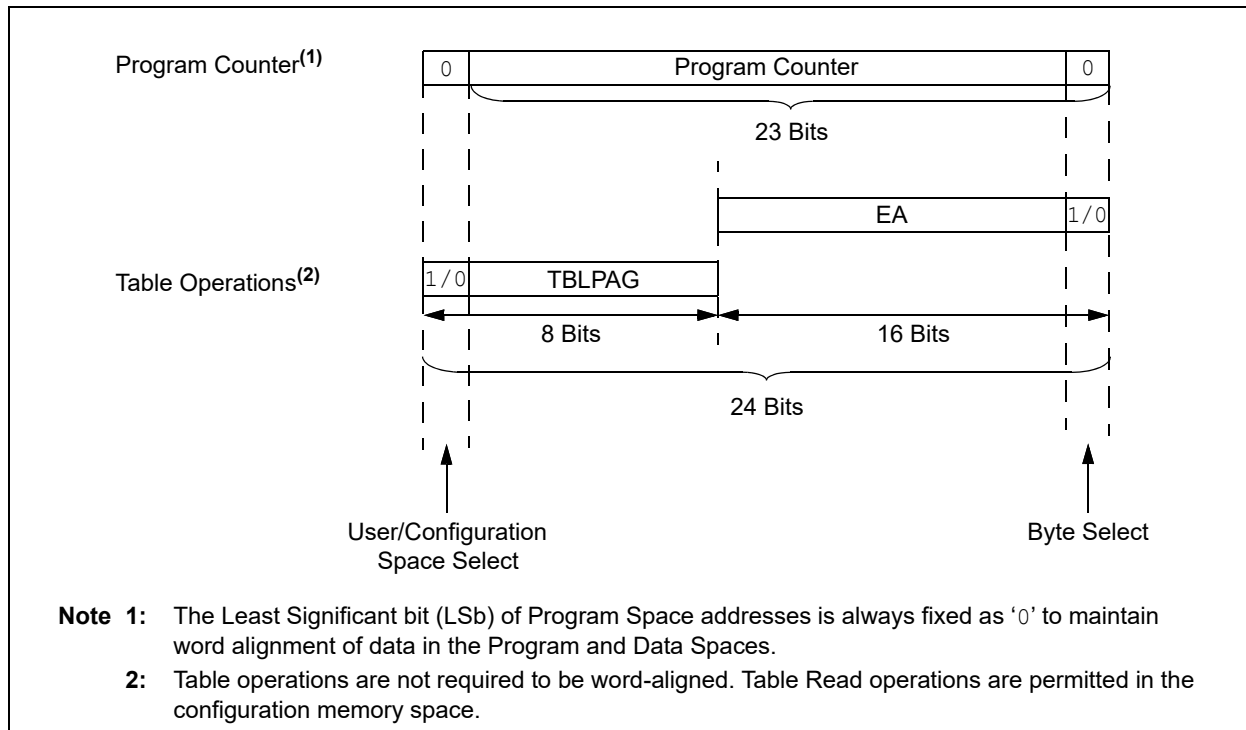 Program Counter(1)
0 Program Counter 0
23 Bits
EA 1/0
Table Operations(2)
1/0 TBLPAG
8 Bits 16 Bits
24 Bits
User/Configuration
Space Select
Byte Select
Note 1: The Least Significant bit (LSb) of Program Space addresses is always fixed as ‘0’ to maintain
word alignment of data in the Program and Data Spaces.
2: Table operations are not required to be word-aligned. Table Read operations are permitted in the
configuration memory space.